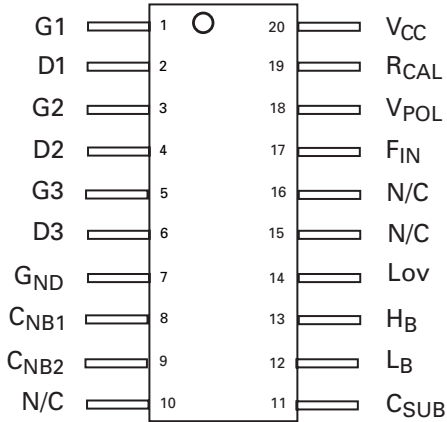 G1 1 20 VCC
D1 2 19 RCAL
G2 3 18 VPOL
D2 4 17 FIN
G3 5 16 N/C
D3 6 15 N/C
GND 7 14 Lov
CNB1 8 13 HB
CNB2 9 12 LB
N/C 10 11 CSUB